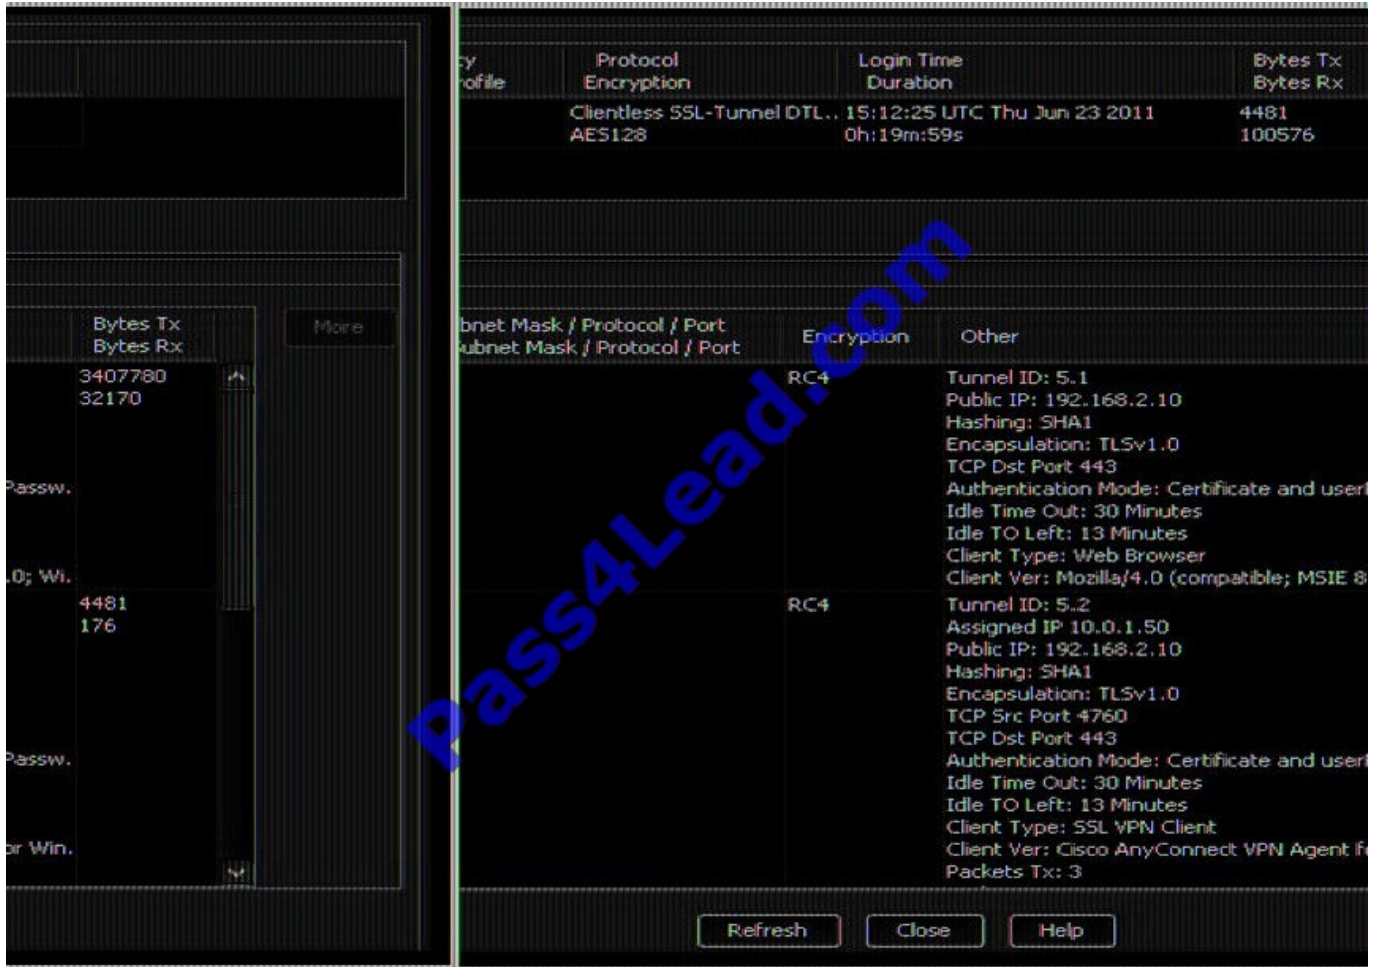 cy Protocol Login Time Bytes Tx
ofile Encryption Duration Bytes Rx
Clientless SSL-Tunnel DTL.. 15:12:25 UTC Thu Jun 23 2011 4481
AES128 0h:19m:59s 100576
Bytes Tx
Bytes Rx
More
3407780
32170
Passw.
.0; Wi.
4481
176
Passw.
or Win.
bnet Mask / Protocol / Port
ubnet Mask / Protocol / Port
Encryption
Other
RC4
Tunnel ID: 5.1
Public IP: 192.168.2.10
Hashing: SHA1
Encapsulation: TLSv1.0
TCP Dst Port 443
Authentication Mode: Certificate and user
Idle Time Out: 30 Minutes
Idle TO Left: 13 Minutes
Client Type: Web Browser
Client Ver: Mozilla/4.0 (compatible; MSIE 8
RC4
Tunnel ID: 5.2
Assigned IP 10.0.1.50
Public IP: 192.168.2.10
Hashing: SHA1
Encapsulation: TLSv1.0
TCP Src Port 4760
TCP Dst Port 443
Authentication Mode: Certificate and user
Idle Time Out: 30 Minutes
Idle TO Left: 13 Minutes
Client Type: SSL VPN Client
Client Ver: Cisco AnyConnect VPN Agent f
Packets Tx: 3
Refresh Close Help
Pass4Lead.com